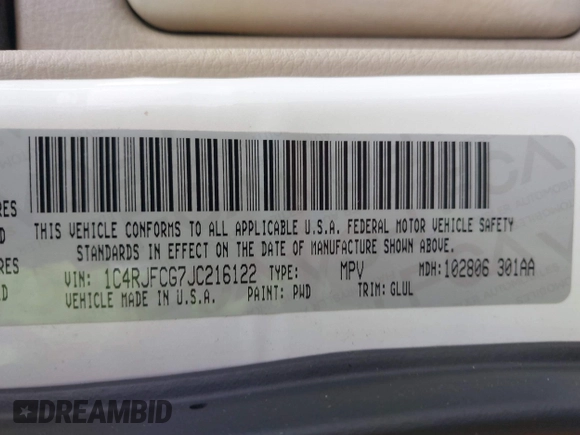 THIS VEHICLE CONFORMS TO ALL APPLICABLE U.S.A. FEDERAL MOTOR VEHICLE SAFETY
STANDARDS IN EFFECT ON THE DATE OF MANUFACTURE SHOWN ABOVE.
VIN: 1C4RJFCG7JC216122 TYPE: MPV MDH:102806 301AA
VEHICLE MADE IN U.S.A. PAINT: PWD TRIM:GLUL
DREAMBID